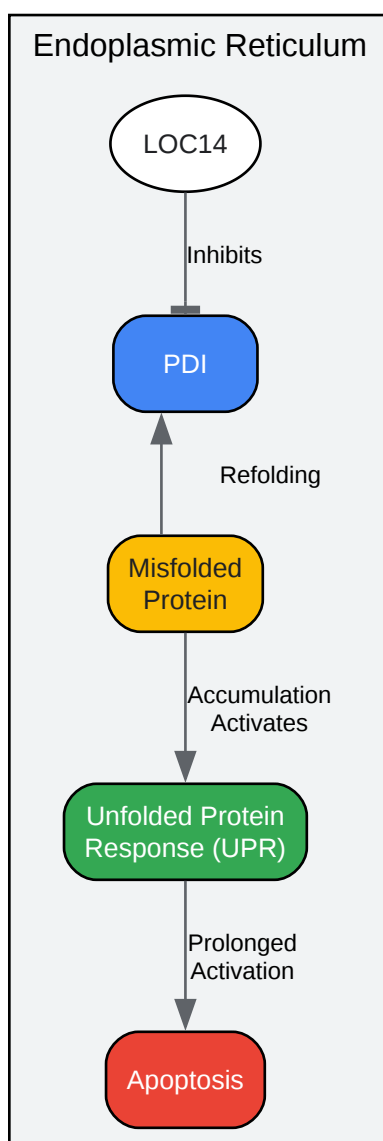 Endoplasmic Reticulum
LOC14
Inhibits
PDI
Refolding
Misfolded
Protein
Accumulation
Activates
Unfolded Protein
Response (UPR)
Prolonged
Activation
Apoptosis